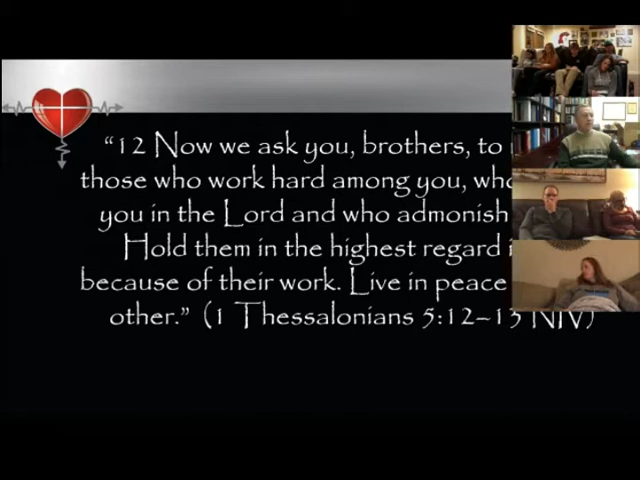 “12 Now we ask you, brothers, to
those who work hard among you,
you in the Lord and who admonish
Hold them in the highest regard
because of their work. Live in peace
other.” (1 Thessalonians 5:12–13 NIV)